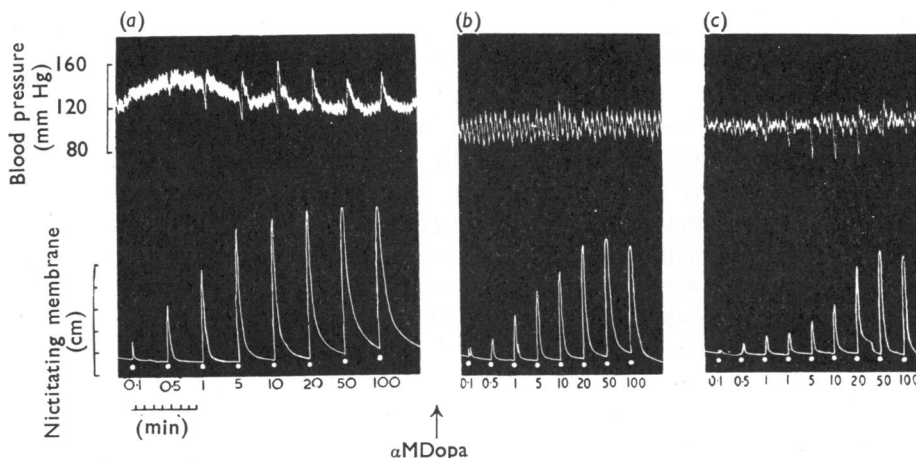 (a)
(b)
(c)
Blood pressure
(mm Hg)
160
120
80
Nictitating membrane
(cm)
0·1 0·5 1 5 10 20 50 100
0·1 0·5 1 5 10 20 50 100
0·1 0·5 1 1 5 10 20 50 100
(min)
αMDopa